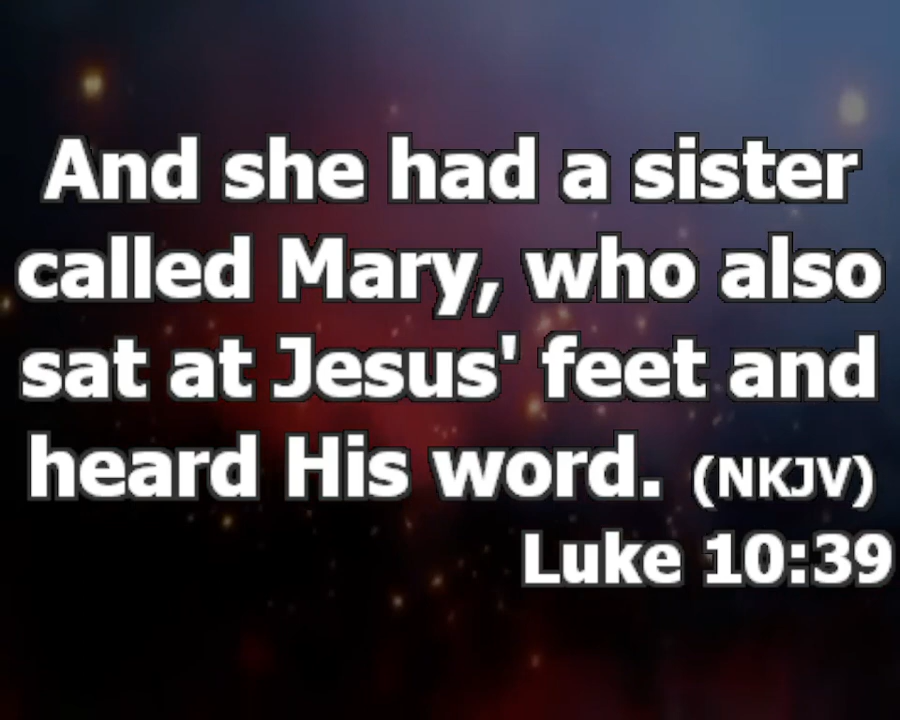 And she had a sister
called Mary, who also
sat at Jesus' feet and
heard His word. (NKJV)
Luke 10:39